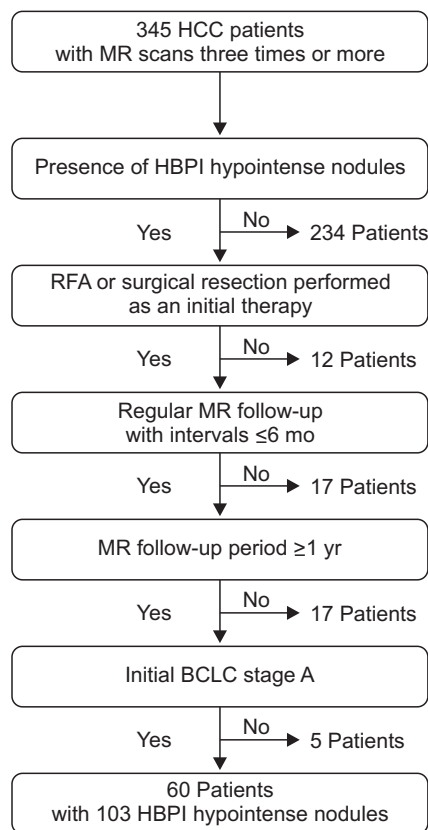 345 HCC patients
with MR scans three times or more
Presence of HBPI hypointense nodules
No
Yes
234 Patients
RFA or surgical resection performed
as an initial therapy
No
Yes
12 Patients
Regular MR follow-up
with intervals ≤6 mo
No
Yes
17 Patients
MR follow-up period ≥1 yr
No
Yes
17 Patients
Initial BCLC stage A
No
Yes
5 Patients
60 Patients
with 103 HBPI hypointense nodules